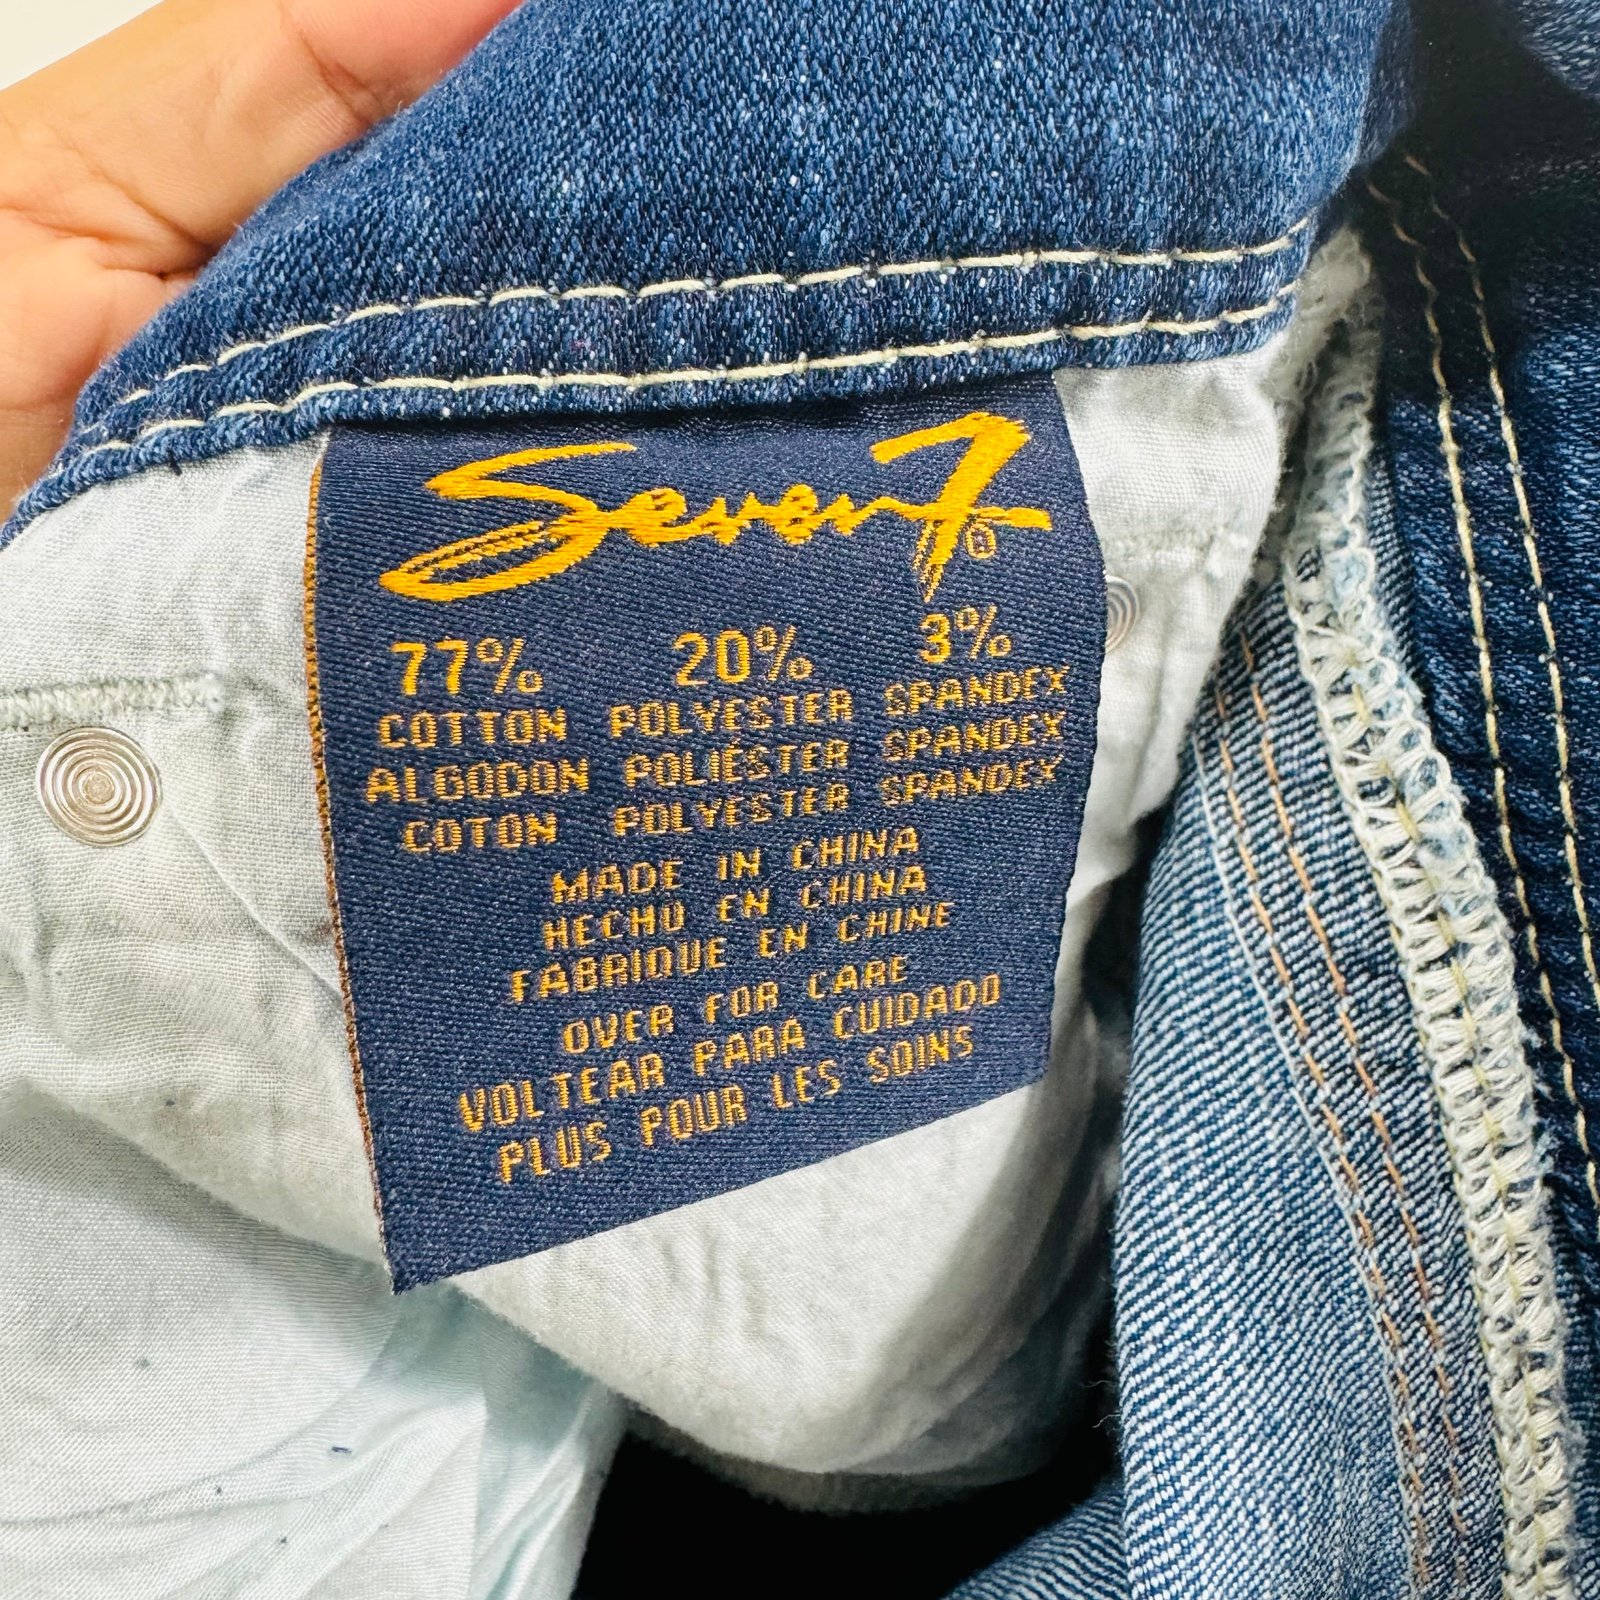 Seven7®
77% 20% 3%
COTTON POLYESTER SPANDEX
ALGODON POLIÉSTER SPANDEX
COTON POLYESTER SPANDEX
MADE IN CHINA
HECHO EN CHINA
FABRIQUE EN CHINE
OVER FOR CARE
VOLTEAR PARA CUIDADO
PLUS POUR LES SOINS